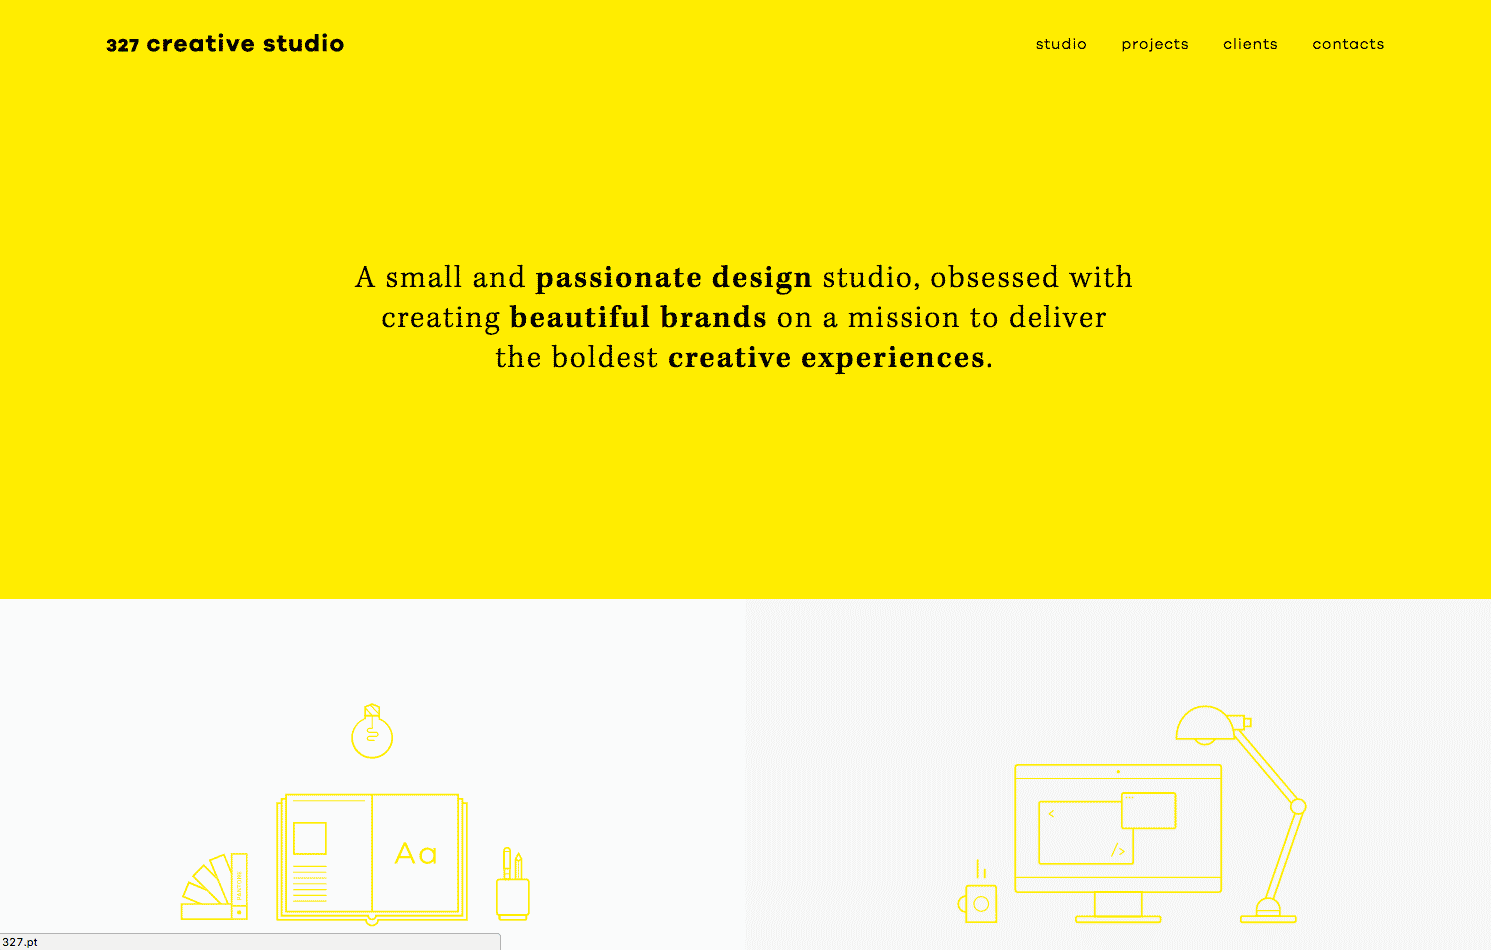 327 creative studio
studio projects clients contacts
A small and passionate design studio, obsessed with
creating beautiful brands on a mission to deliver
the boldest creative experiences.
Aa
PANTONE
<
/>
327.pt